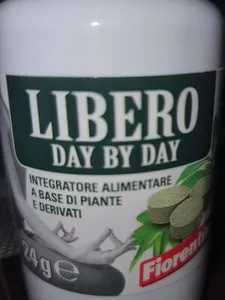 LIBERO
DAY BY DAY
INTEGRATORE ALIMENTARE
A BASE DI PIANTE
E DERIVATI
24g℮